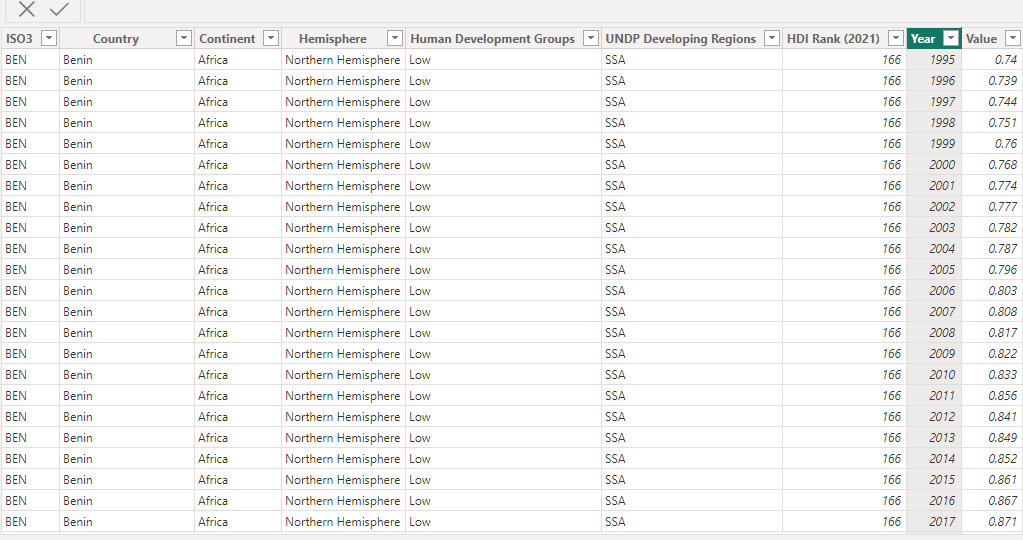 ISO3 Country Continent Hemisphere Human Development Groups UNDP Developing Regions HDI Rank (2021) Year Value
BEN Benin Africa Northern Hemisphere Low SSA 166 1995 0.74
BEN Benin Africa Northern Hemisphere Low SSA 166 1996 0.739
BEN Benin Africa Northern Hemisphere Low SSA 166 1997 0.744
BEN Benin Africa Northern Hemisphere Low SSA 166 1998 0.751
BEN Benin Africa Northern Hemisphere Low SSA 166 1999 0.76
BEN Benin Africa Northern Hemisphere Low SSA 166 2000 0.768
BEN Benin Africa Northern Hemisphere Low SSA 166 2001 0.774
BEN Benin Africa Northern Hemisphere Low SSA 166 2002 0.777
BEN Benin Africa Northern Hemisphere Low SSA 166 2003 0.782
BEN Benin Africa Northern Hemisphere Low SSA 166 2004 0.787
BEN Benin Africa Northern Hemisphere Low SSA 166 2005 0.796
BEN Benin Africa Northern Hemisphere Low SSA 166 2006 0.803
BEN Benin Africa Northern Hemisphere Low SSA 166 2007 0.808
BEN Benin Africa Northern Hemisphere Low SSA 166 2008 0.817
BEN Benin Africa Northern Hemisphere Low SSA 166 2009 0.822
BEN Benin Africa Northern Hemisphere Low SSA 166 2010 0.833
BEN Benin Africa Northern Hemisphere Low SSA 166 2011 0.856
BEN Benin Africa Northern Hemisphere Low SSA 166 2012 0.841
BEN Benin Africa Northern Hemisphere Low SSA 166 2013 0.849
BEN Benin Africa Northern Hemisphere Low SSA 166 2014 0.852
BEN Benin Africa Northern Hemisphere Low SSA 166 2015 0.861
BEN Benin Africa Northern Hemisphere Low SSA 166 2016 0.867
BEN Benin Africa Northern Hemisphere Low SSA 166 2017 0.871